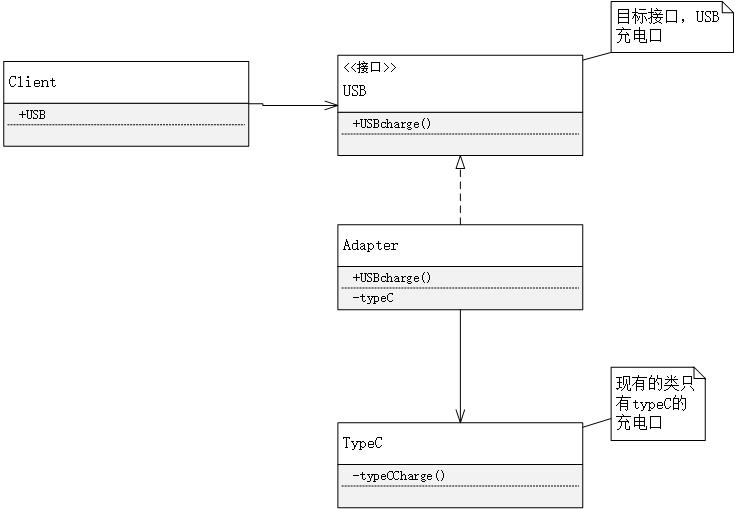 目标接口，USB
充电口
Client
+USB
<<接口>>
USB
+USBcharge()
Adapter
+USBcharge()
-typeC
现有的类只
有typeC的
充电口
TypeC
-typeCCharge()